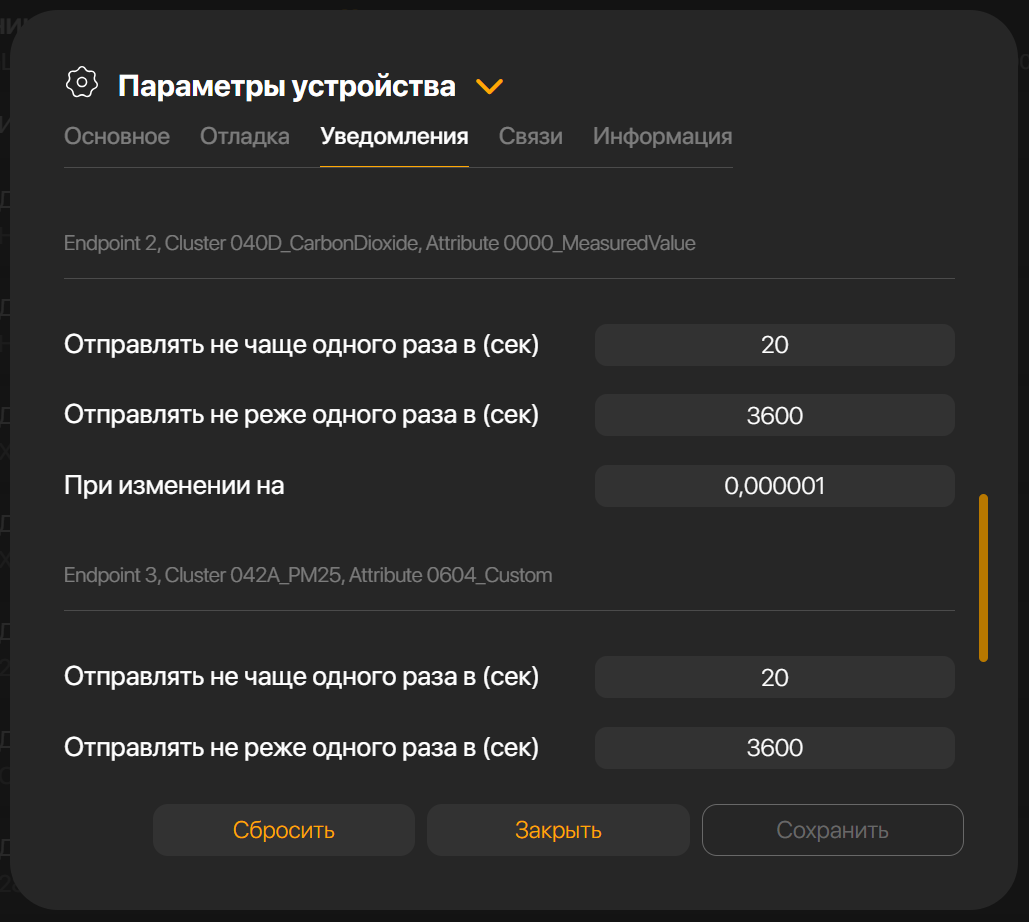 Параметры устройства
Основное Отладка Уведомления Связи Информация
Endpoint 2, Cluster 040D_CarbonDioxide, Attribute 0000_MeasuredValue
Отправлять не чаще одного раза в (сек) 20
Отправлять не реже одного раза в (сек) 3600
При изменении на 0,000001
Endpoint 3, Cluster 042A_PM25, Attribute 0604_Custom
Отправлять не чаще одного раза в (сек) 20
Отправлять не реже одного раза в (сек) 3600
Сбросить Закрыть Сохранить